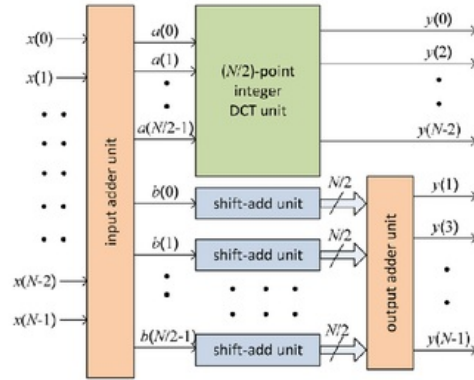 x(0)
x(1)
x(N-2)
x(N-1)
input adder unit
a(0)
a(1)
a(N/2-1)
b(0)
b(1)
b(N/2-1)
(N/2)-point
integer
DCT unit
shift-add unit
shift-add unit
shift-add unit
N/2
N/2
N/2
output adder unit
y(0)
y(2)
y(N-2)
y(1)
y(3)
y(N-1)